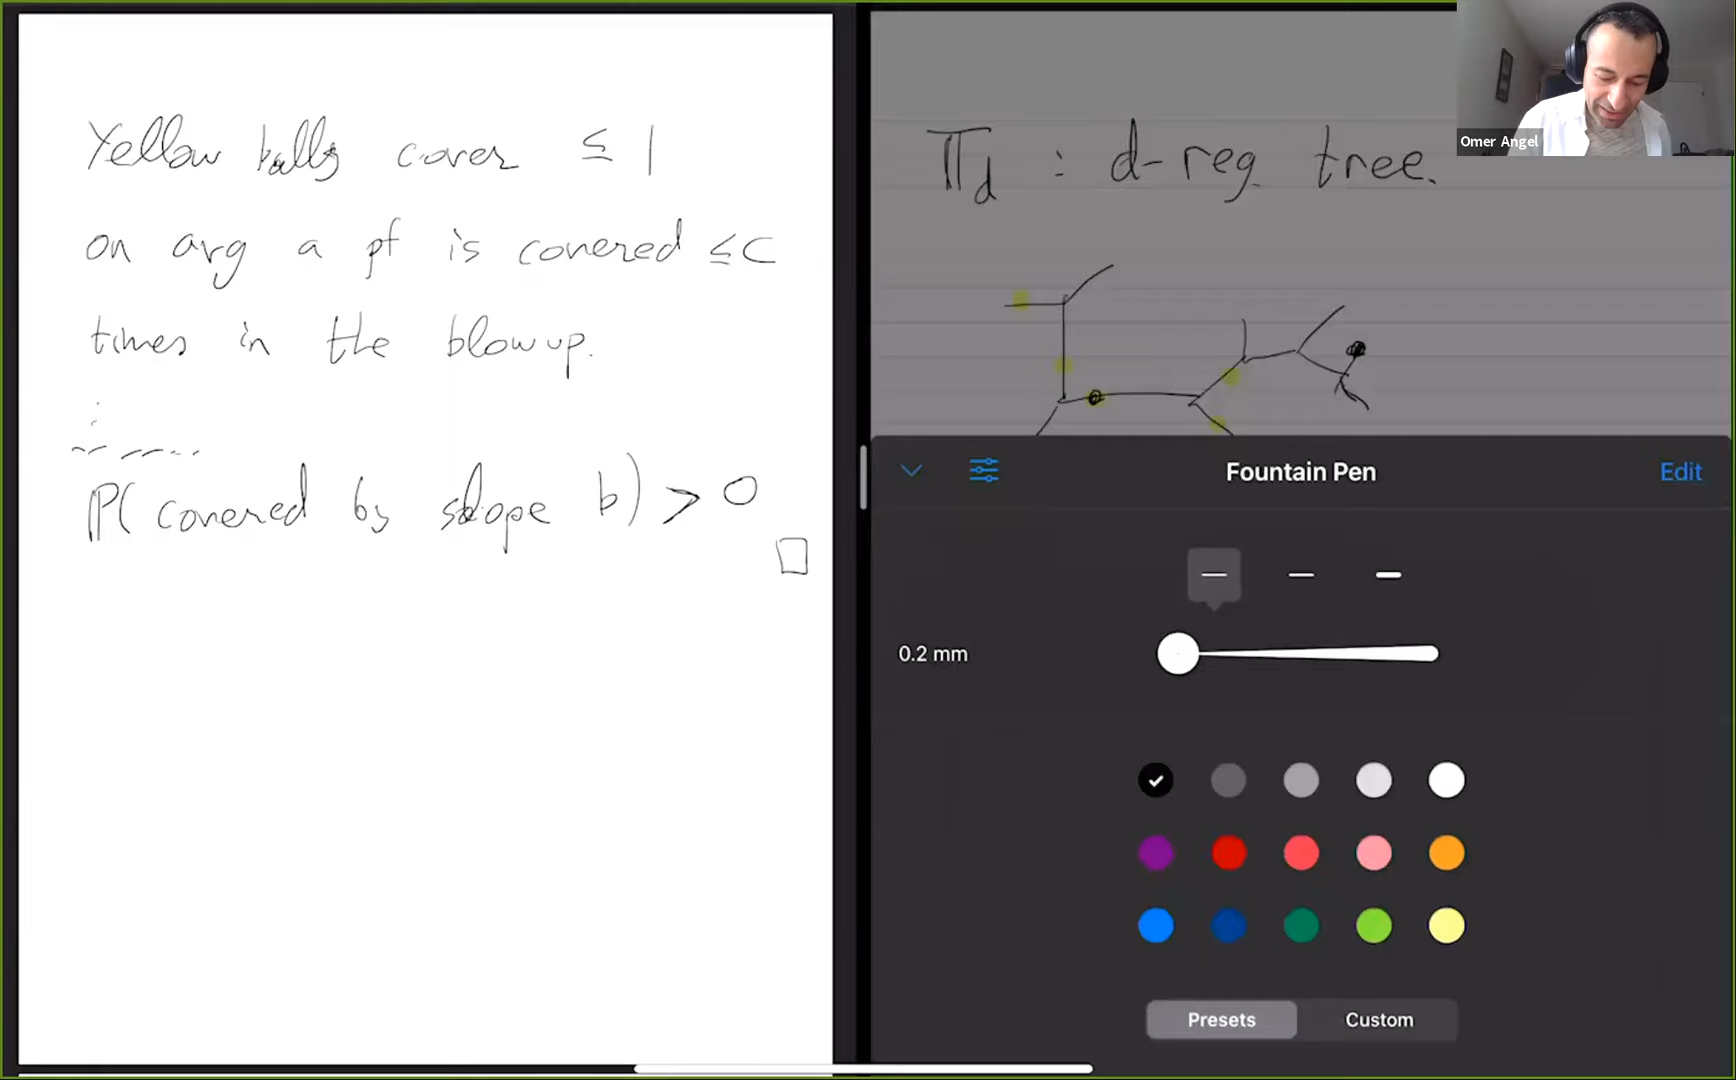 Yellow balls cover ≤ 1
on avg a pt is covered ≤ C
times in the blowup.
P( covered by slope b) > 0
𝕋d : d-reg. tree.
Omer Angel
Fountain Pen
Edit
0.2 mm
Presets
Custom